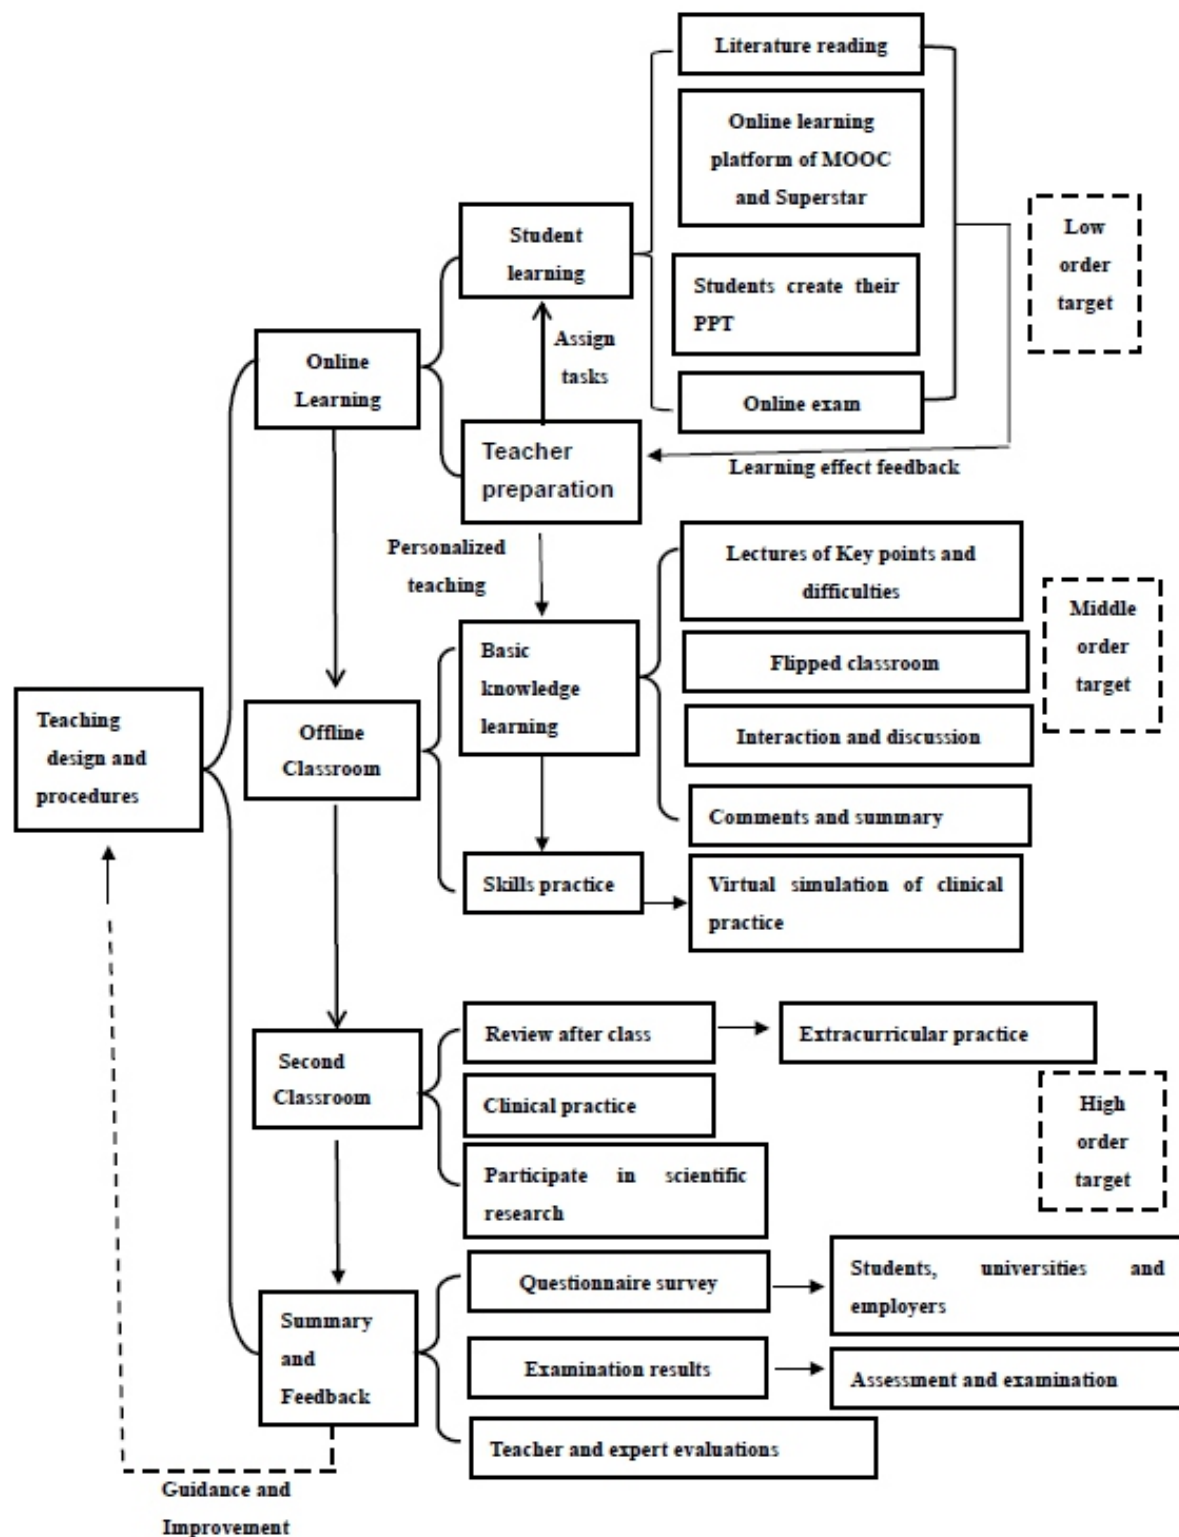 Literature reading
Online learning
platform of MOOC
and Superstar
Student
learning
Low
order
target
Students create their
PPT
Assign
tasks
Online
Learning
Online exam
Teacher
preparation
Learning effect feedback
Personalized
teaching
Lectures of Key points and
difficulties
Middle
order
target
Basic
knowledge
learning
Flipped classroom
Teaching
design and
procedures
Offline
Classroom
Interaction and discussion
Comments and summary
Skills practice
Virtual simulation of clinical
practice
Review after class
Extracurricular practice
Second
Classroom
Clinical practice
High
order
target
Participate in scientific
research
Questionnaire survey
Students, universities and
employers
Summary
and
Feedback
Examination results
Assessment and examination
Teacher and expert evaluations
Guidance and
Improvement